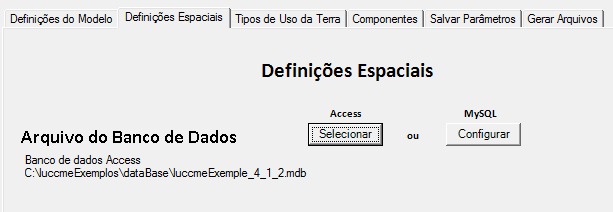 Definições do Modelo Definições Espaciais Tipos de Uso da Terra Componentes Salvar Parâmetros Gerar Arquivos
Definições Espaciais
Access MySQL
Arquivo do Banco de Dados Selecionar ou Configurar
Banco de dados Access
C:\luccmeExemplos\dataBase\luccmeExemple_4_1_2.mdb